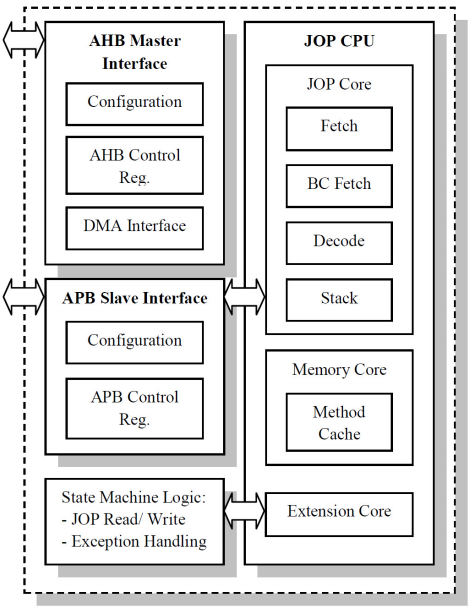 AHB Master
Interface
Configuration
AHB Control
Reg.
DMA Interface
APB Slave Interface
Configuration
APB Control
Reg.
State Machine Logic:
- JOP Read/ Write
- Exception Handling
JOP CPU
JOP Core
Fetch
BC Fetch
Decode
Stack
Memory Core
Method
Cache
Extension Core